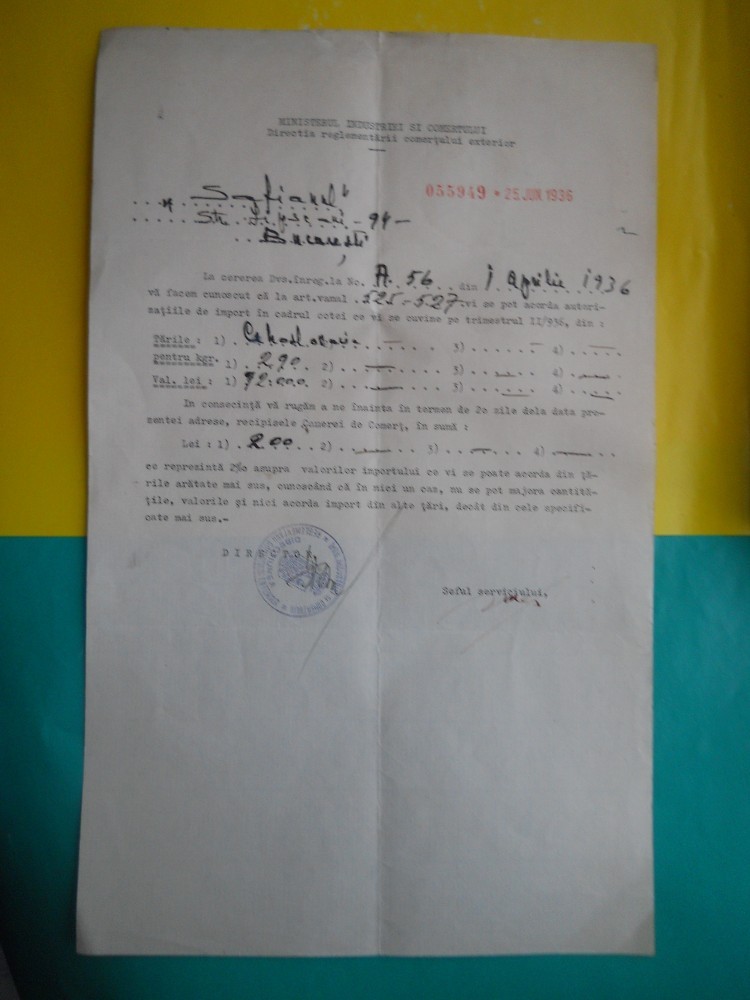 MINISTERUL INDUSTRIEI SI COMERTULUI
Directia reglementării comerţului exterior
055949 * 25 JUN. 1936
Str. Lipscani - 94 -
Bucuresti
La cererea Dvs.înreg.la No. A. 56 .. din 1 Aprilie 1936
vă facem cunoscut că la art.vamal .525-527.vi se pot acorda autori-
zaţiile de import în cadrul cotei ce vi se cuvine pe trimestrul II/936, din :
Ţările : 1) . Cehoslovacia . . 3) . . . . . 4) . . .
pentru kgr. 1) . 290. 2) . . . . 3) . . . . 4) . . .
Val. lei : 1) 92.000. 2) . . . . 3) . . . . 4) . . .
In consecinţă vă rugăm a ne înainta în termen de 2o zile dela data pre-
zentei adrese, recipisele Camerei de Comerţ, în sumă :
Lei : 1) . 200 . . 2) . . . . 3) . . . . 4) . . .
ce reprezintă 2%o asupra valorilor importului ce vi se poate acorda din ţă-
rile arătate mai sus, cunoscând că în nici un caz, nu se pot majora cantită-
ţile, valorile şi nici acorda import din alte ţări, decât din cele specifi-
cate mai sus.-
DIRECTOR,
Seful serviciului,